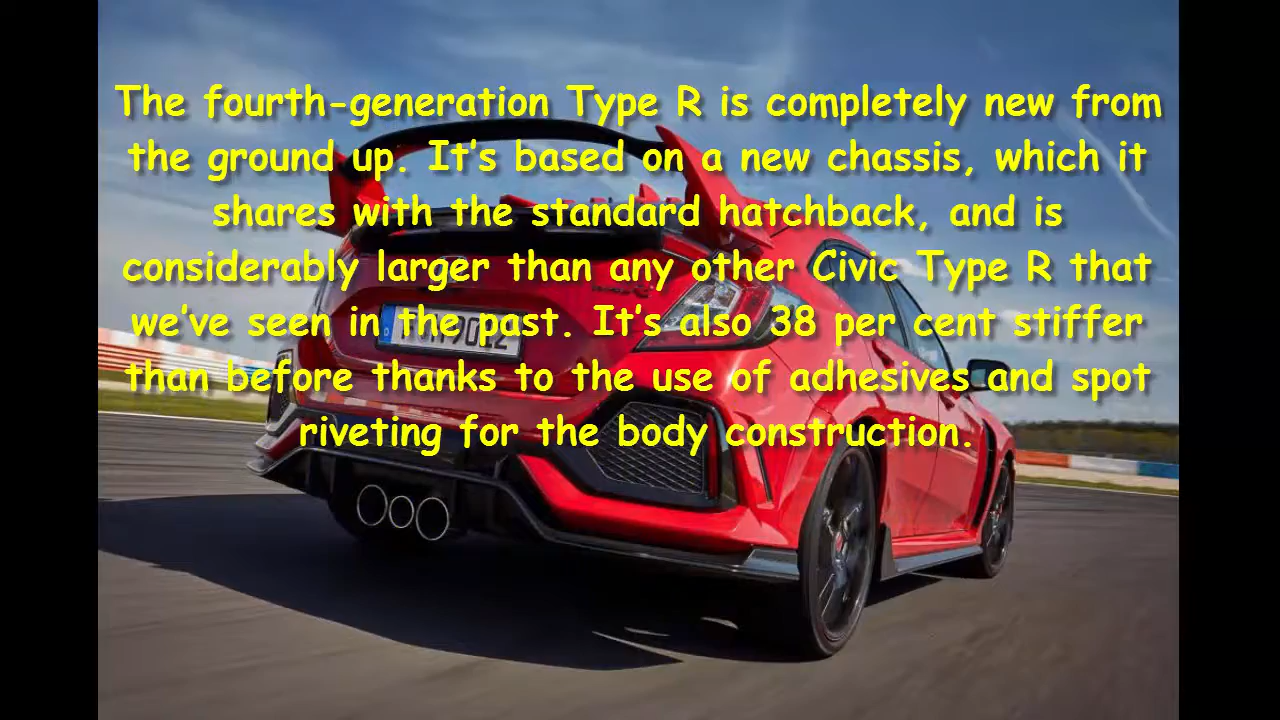 The fourth-generation Type R is completely new from
the ground up. It's based on a new chassis, which it
shares with the standard hatchback, and is
considerably larger than any other Civic Type R that
we've seen in the past. It's also 38 per cent stiffer
than before thanks to the use of adhesives and spot
riveting for the body construction.